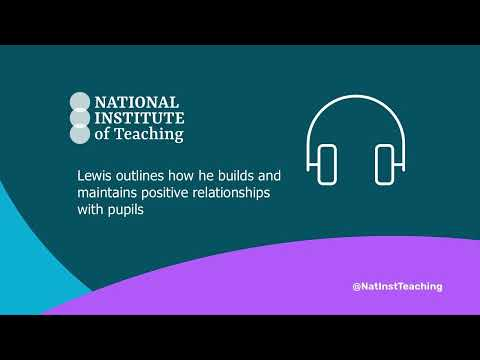 NATIONAL
INSTITUTE
of Teaching
Lewis outlines how he builds and
maintains positive relationships
with pupils
@NatInstTeaching